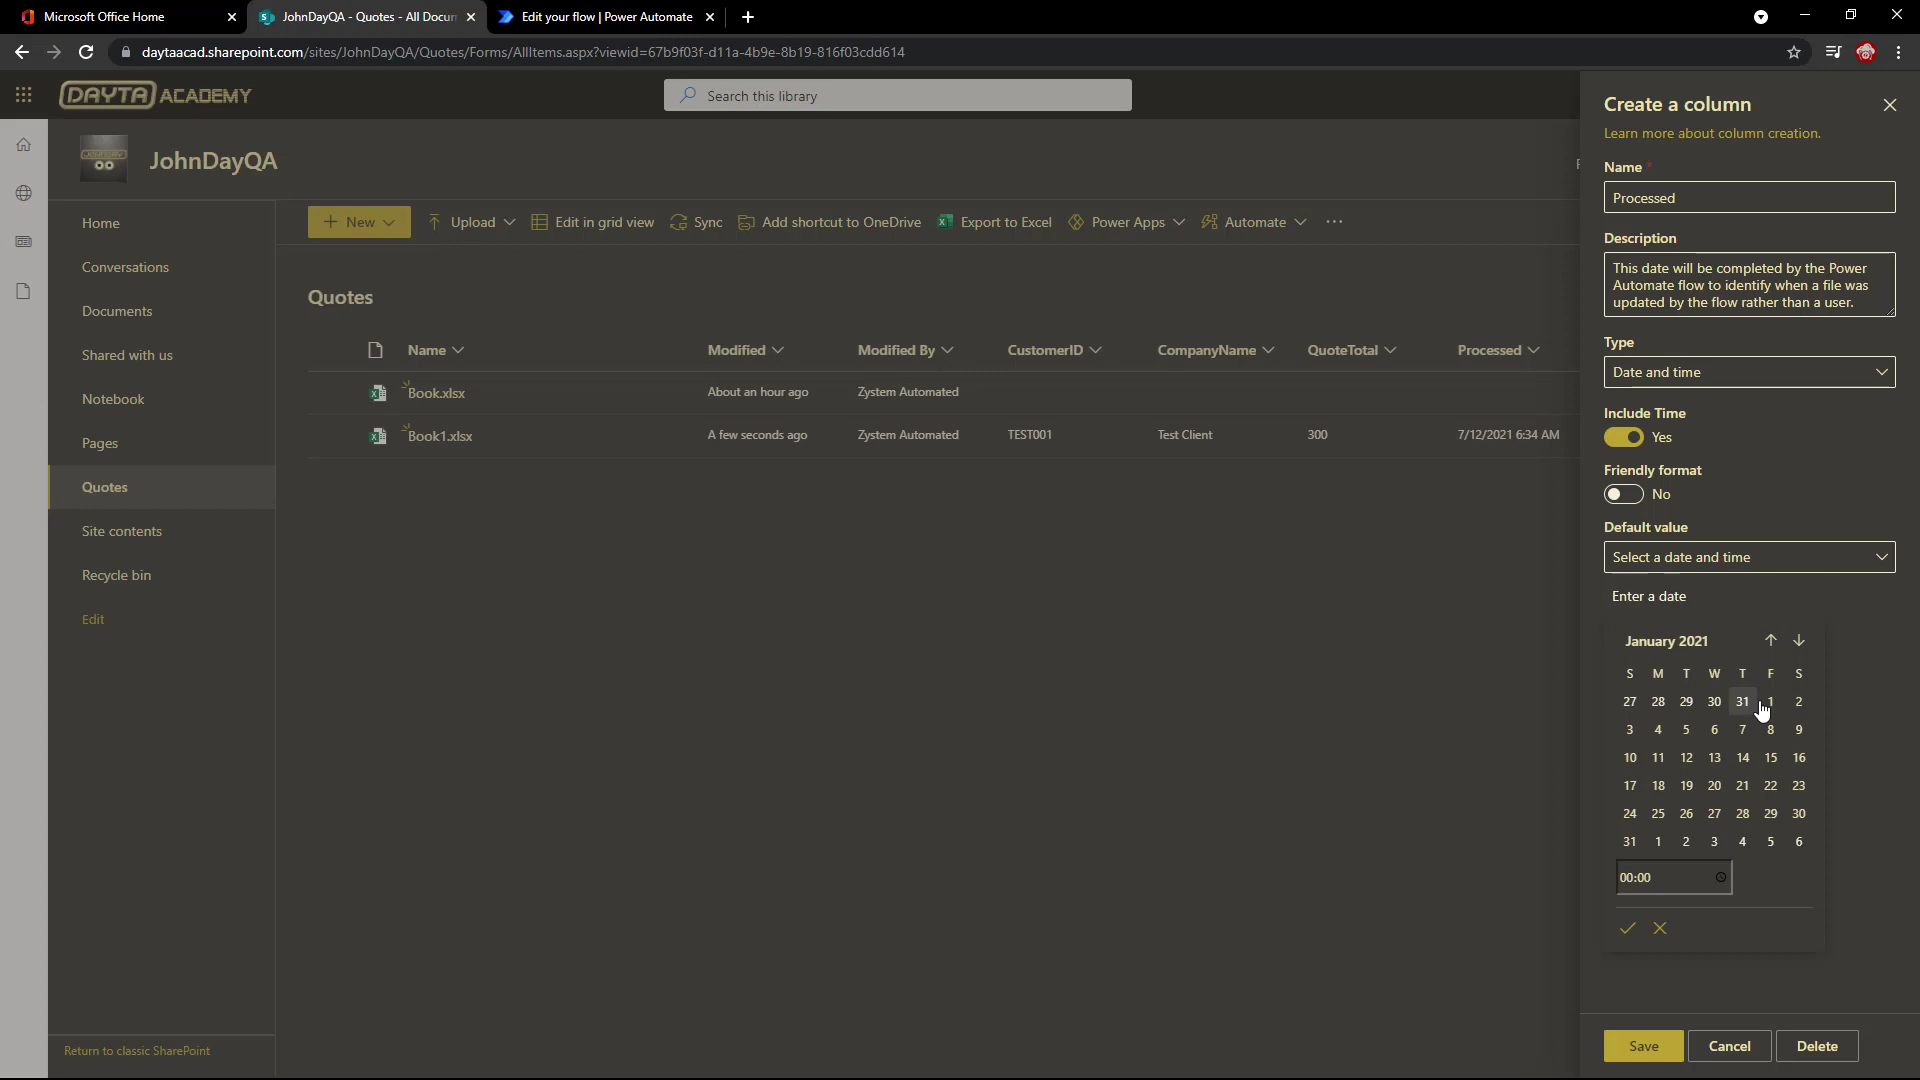 Microsoft Office Home
JohnDayQA - Quotes - All Docum
Edit your flow | Power Automate
daytaacad.sharepoint.com/sites/JohnDayQA/Quotes/Forms/AllItems.aspx?viewid=67b9f03f-d11a-4b9e-8b19-816f03cdd614
DAYTA ACADEMY
Search this library
JohnDayQA
Home
Conversations
Documents
Shared with us
Notebook
Pages
Quotes
Site contents
Recycle bin
Edit
Return to classic SharePoint
New Upload Edit in grid view Sync Add shortcut to OneDrive Export to Excel Power Apps Automate ...
Quotes
Name Modified Modified By CustomerID CompanyName QuoteTotal Processed
Book.xlsx About an hour ago Zystem Automated
Book1.xlsx A few seconds ago Zystem Automated TEST001 Test Client 300 7/12/2021 6:34 AM
Create a column
Learn more about column creation.
Name *
Processed
Description
This date will be completed by the Power
Automate flow to identify when a file was
updated by the flow rather than a user.
Type
Date and time
Include Time
Yes
Friendly format
No
Default value
Select a date and time
Enter a date
January 2021
S M T W T F S
27 28 29 30 31 1 2
3 4 5 6 7 8 9
10 11 12 13 14 15 16
17 18 19 20 21 22 23
24 25 26 27 28 29 30
31 1 2 3 4 5 6
00:00
Save Cancel Delete